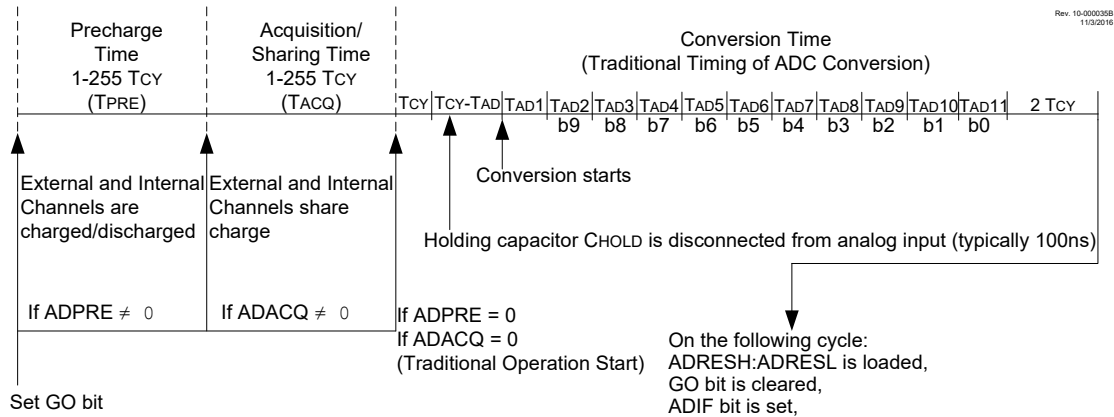 Rev. 10-000035B
11/3/2016
Precharge
Time
1-255 TCY
(TPRE)
Acquisition/
Sharing Time
1-255 TCY
(TACQ)
Conversion Time
(Traditional Timing of ADC Conversion)
TCY TCY-TAD TAD1 TAD2 TAD3 TAD4 TAD5 TAD6 TAD7 TAD8 TAD9 TAD10 TAD11 2 TCY
b9 b8 b7 b6 b5 b4 b3 b2 b1 b0
External and Internal
Channels are
charged/discharged
External and Internal
Channels share
charge
Conversion starts
Holding capacitor CHOLD is disconnected from analog input (typically 100ns)
If ADPRE ≠ 0
If ADACQ ≠ 0
If ADPRE = 0
If ADACQ = 0
(Traditional Operation Start)
On the following cycle:
ADRESH:ADRESL is loaded,
GO bit is cleared,
ADIF bit is set,
Set GO bit